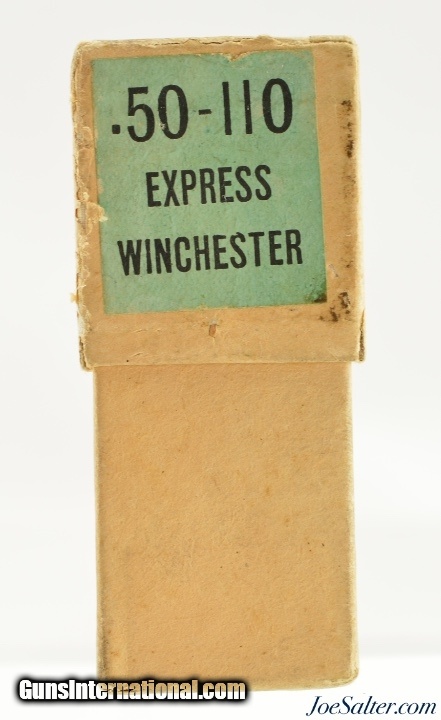 .50-110
EXPRESS
WINCHESTER
GunsInternational.com
JoeSalter.com